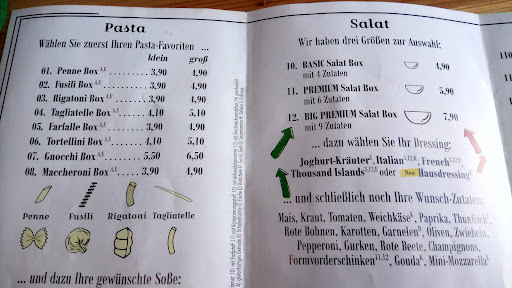 Pasta
Wählen Sie zuerst Ihren Pasta-Favoriten ...
klein groß
01. Penne Box A,F ........ 3,90 4,90
02. Fusili Box A,F ........ 3,90 4,90
03. Rigatoni Box A,F ..... 3,90 4,90
04. Tagliatelle Box A,F .... 4,10 5,10
05. Farfalle Box A,F ...... 3,90 4,90
06. Tortellini Box A,F ..... 4,10 5,10
07. Gnocchi Box A,F ...... 5,50 6,50
08. Maccheroni Box A,F .. 3,90 4,90
Penne Fusili Rigatoni Tagliatelle
... und dazu Ihre gewünschte Soße:
Salat
Wir haben drei Größen zur Auswahl:
10. BASIC Salat Box 4,90
mit 4 Zutaten
11. PREMIUM Salat Box 5,90
mit 6 Zutaten
12. BIG PREMIUM Salat Box 7,90
mit 9 Zutaten
... dazu wählen Sie Ihr Dressing:
Joghurt-Kräuter, Italian, French,
Thousand Islands oder Neu Hausdressing
... und schließlich noch Ihre Wunsch-Zutaten:
Mais, Kraut, Tomaten, Weichkäse, Paprika, Thunfisch,
Rote Bohnen, Karotten, Garnelen, Oliven, Zwiebeln,
Pepperoni, Gurken, Rote Beete, Champignons,
Formvorderschinken 11,12, Gouda, Mini-Mozzarella